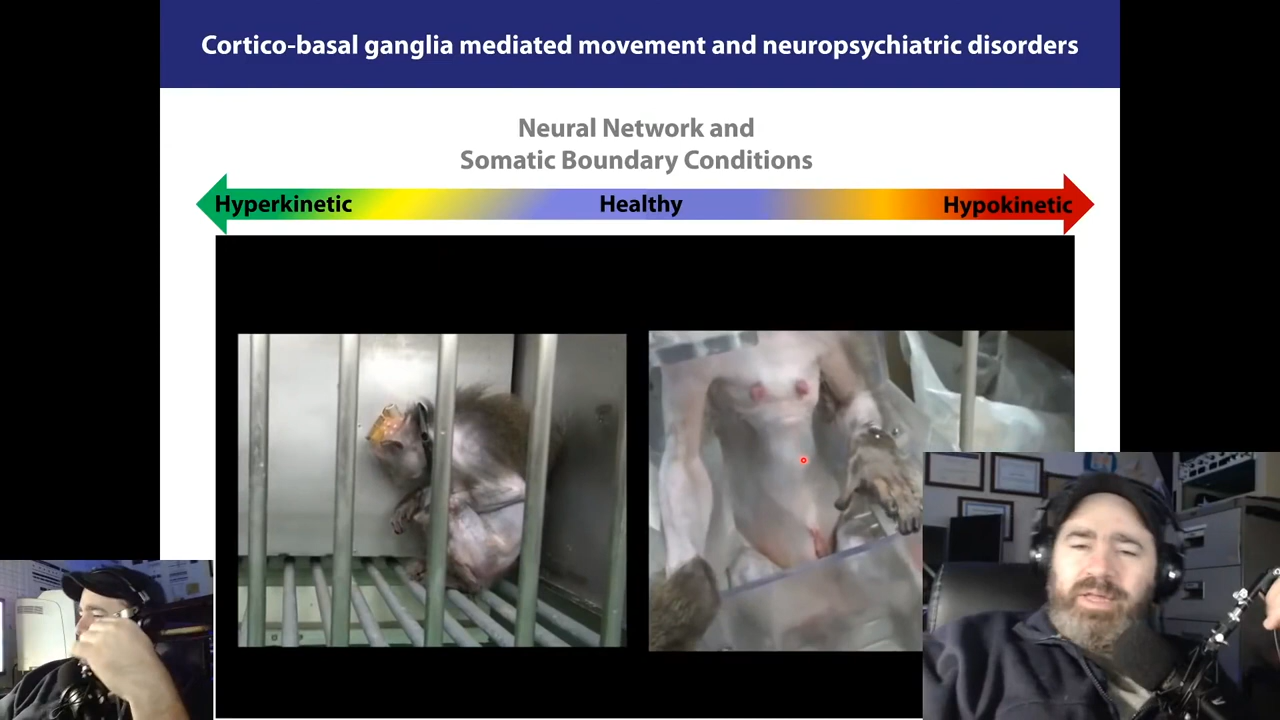 Cortico-basal ganglia mediated movement and neuropsychiatric disorders
Neural Network and
Somatic Boundary Conditions
Hyperkinetic Healthy Hypokinetic